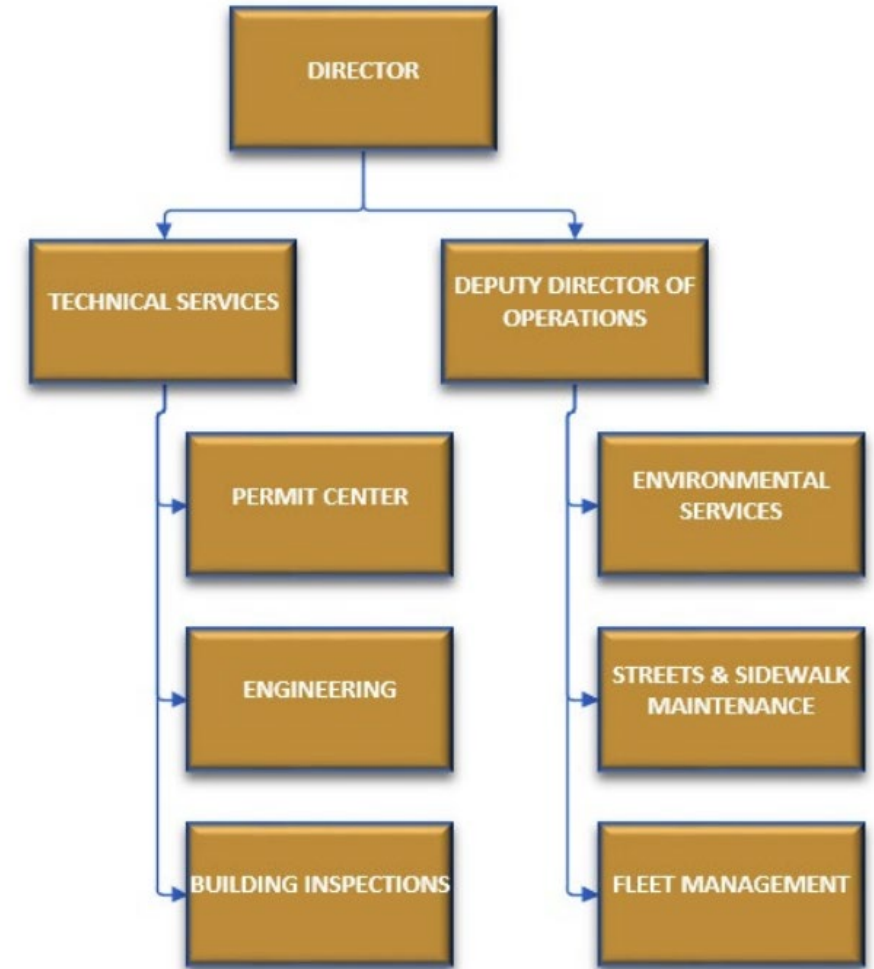 DIRECTOR
TECHNICAL SERVICES
DEPUTY DIRECTOR OF
OPERATIONS
PERMIT CENTER
ENVIRONMENTAL
SERVICES
ENGINEERING
STREETS & SIDEWALK
MAINTENANCE
BUILDING INSPECTIONS
FLEET MANAGEMENT